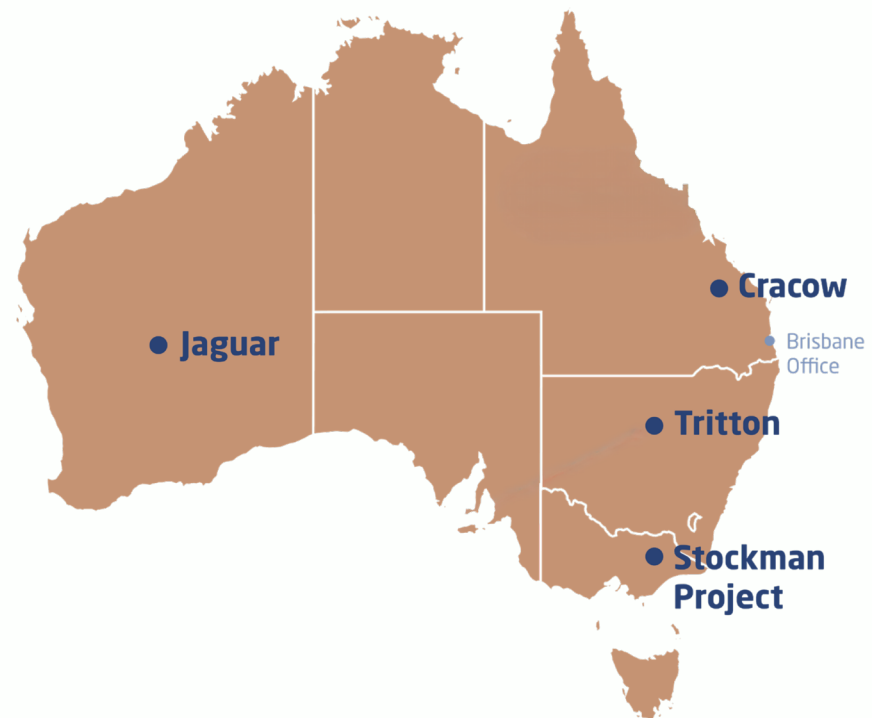 Cracow
Jaguar
Brisbane
Office
Tritton
Stockman
Project